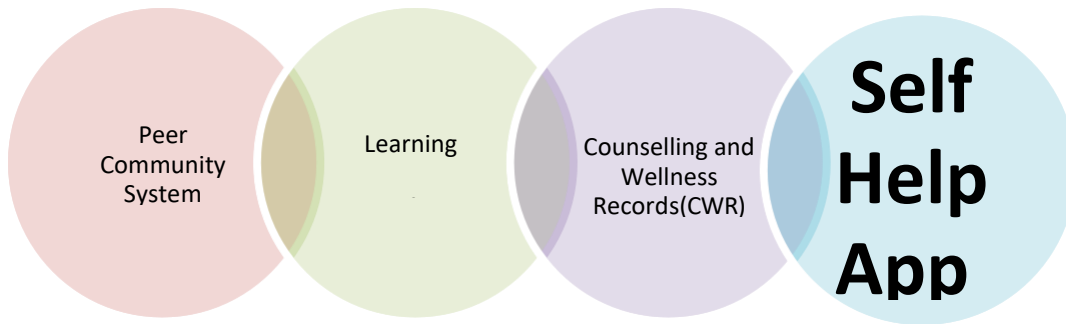 Peer
Community
System
Learning
.
Counselling and
Wellness
Records(CWR)
Self
Help
App